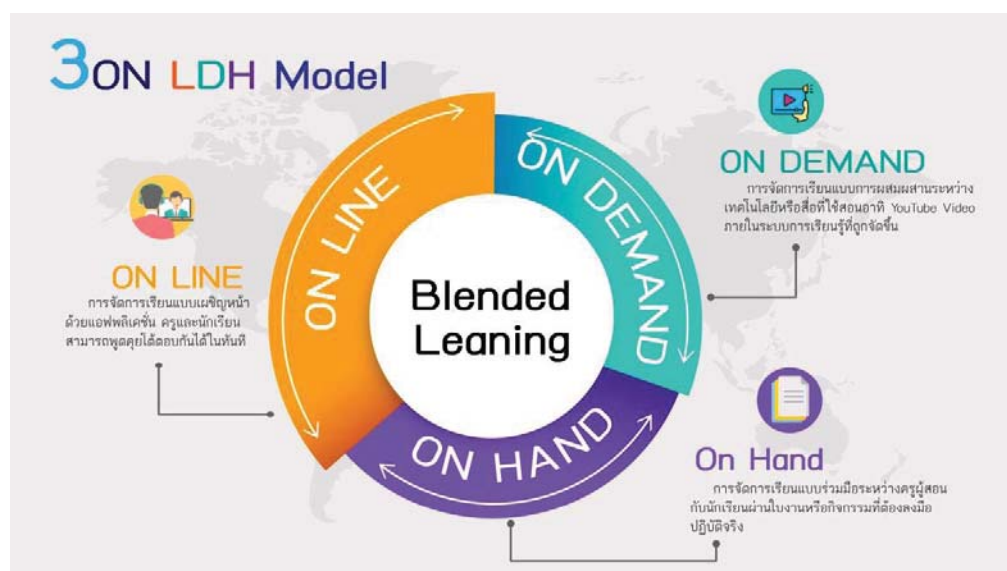 3ON LDH Model
ON LINE
การจัดการเรียนแบบเผชิญหน้า
ด้วยแอฟพลิเคชั่น ครูและนักเรียน
สามารถพูดคุยโต้ตอบกันได้ในทันที
ON LINE
ON DEMAND
ON HAND
Blended
Leaning
ON DEMAND
การจัดการเรียนแบบการผสมผสานระหว่าง
เทคโนโลยีหรือสื่อที่ใช้สอนอาทิ YouTube Video
ภายในระบบการเรียนรู้ที่ถูกจัดขึ้น
On Hand
การจัดการเรียนแบบร่วมมือระหว่างครูผู้สอน
กับนักเรียนผ่านใบงานหรือกิจกรรมที่ต้องลงมือ
ปฏิบัติจริง